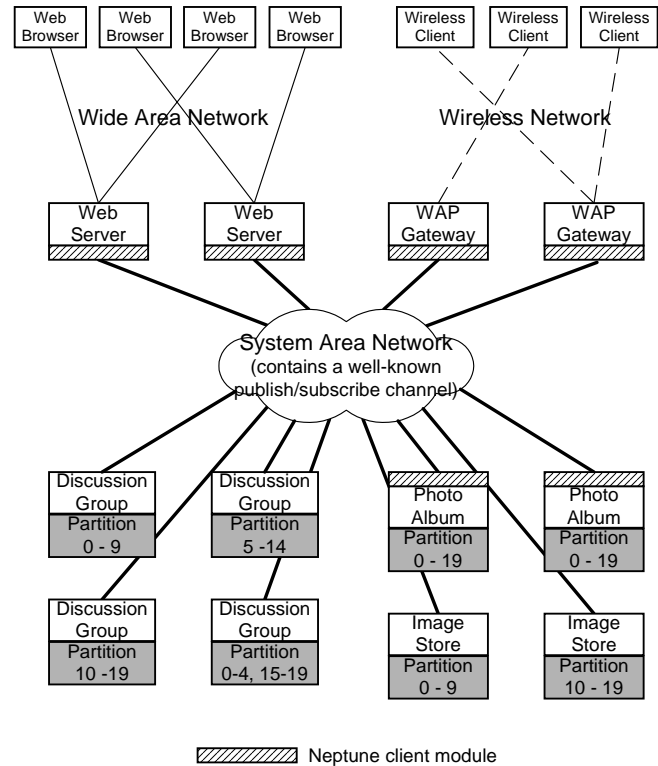 Web
Browser
Web
Browser
Web
Browser
Web
Browser
Wireless
Client
Wireless
Client
Wireless
Client
Wide Area Network
Wireless Network
Web
Server
Web
Server
WAP
Gateway
WAP
Gateway
System Area Network
(contains a well-known
publish/subscribe channel)
Discussion
Group
Partition
0 - 9
Discussion
Group
Partition
5 -14
Photo
Album
Partition
0 - 19
Photo
Album
Partition
0 - 19
Discussion
Group
Partition
10 -19
Discussion
Group
Partition
0-4, 15-19
Image
Store
Partition
0 - 9
Image
Store
Partition
10 - 19
Neptune client module